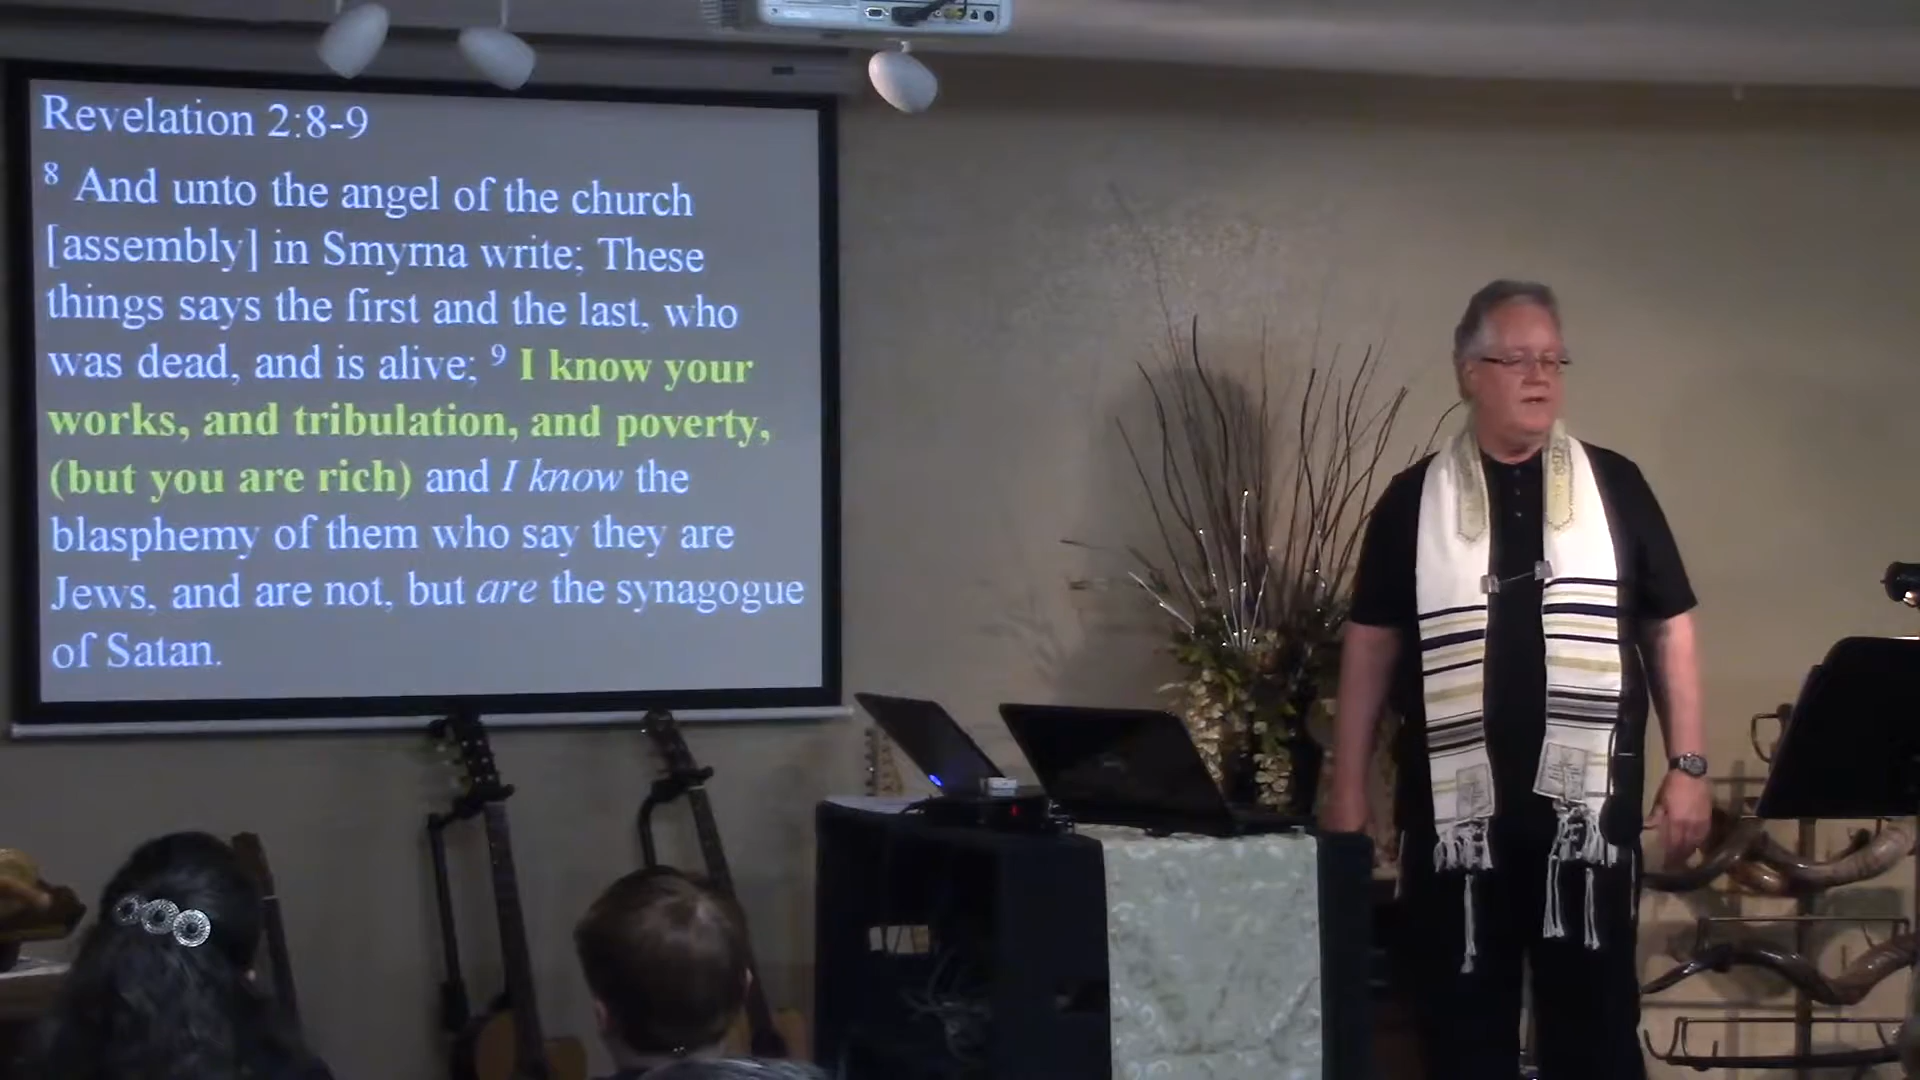 Revelation 2:8-9
8 And unto the angel of the church
[assembly] in Smyrna write; These
things says the first and the last, who
was dead, and is alive; 9 I know your
works, and tribulation, and poverty,
(but you are rich) and I know the
blasphemy of them who say they are
Jews, and are not, but are the synagogue
of Satan.